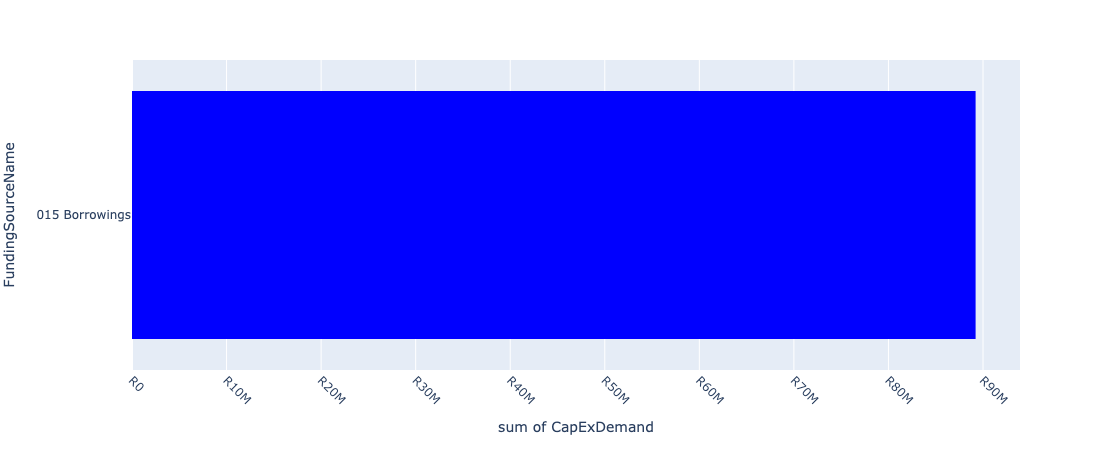 FundingSourceName
015 Borrowings
R0
R10M
R20M
R30M
R40M
R50M
R60M
R70M
R80M
R90M
sum of CapExDemand